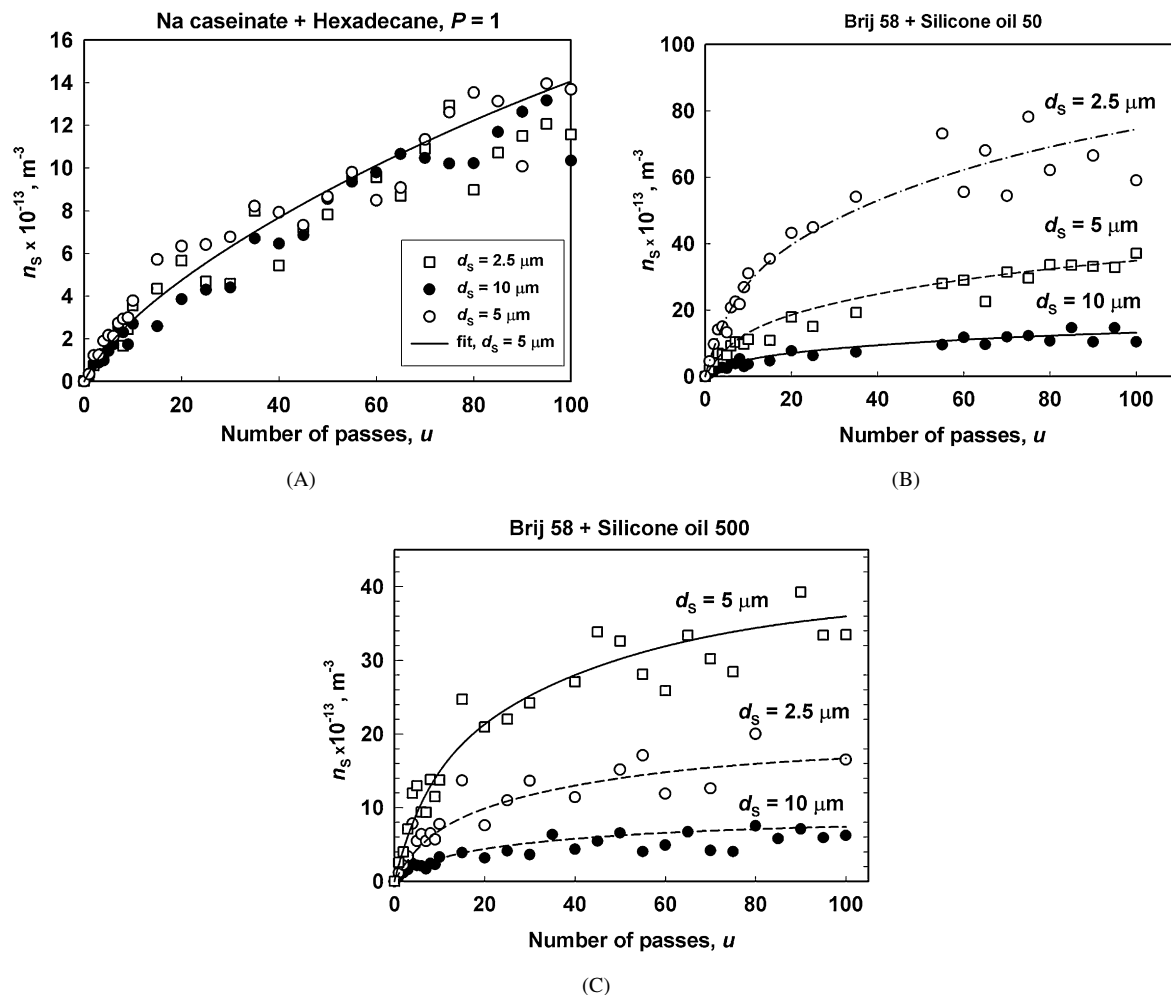 Na caseinate + Hexadecane, P = 1
16
14
12
10
8
6
4
2
0
n_S x 10^-13, m^-3
d_S = 2.5 μm
d_S = 10 μm
d_S = 5 μm
fit, d_S = 5 μm
0 20 40 60 80 100
Number of passes, u
(A)
Brij 58 + Silicone oil 50
100
80
60
40
20
0
n_S x 10^-13, m^-3
d_S = 2.5 μm
d_S = 5 μm
d_S = 10 μm
0 20 40 60 80 100
Number of passes, u
(B)
Brij 58 + Silicone oil 500
40
30
20
10
0
n_S x10^-13, m^-3
d_S = 5 μm
d_S = 2.5 μm
d_S = 10 μm
0 20 40 60 80 100
Number of passes, u
(C)